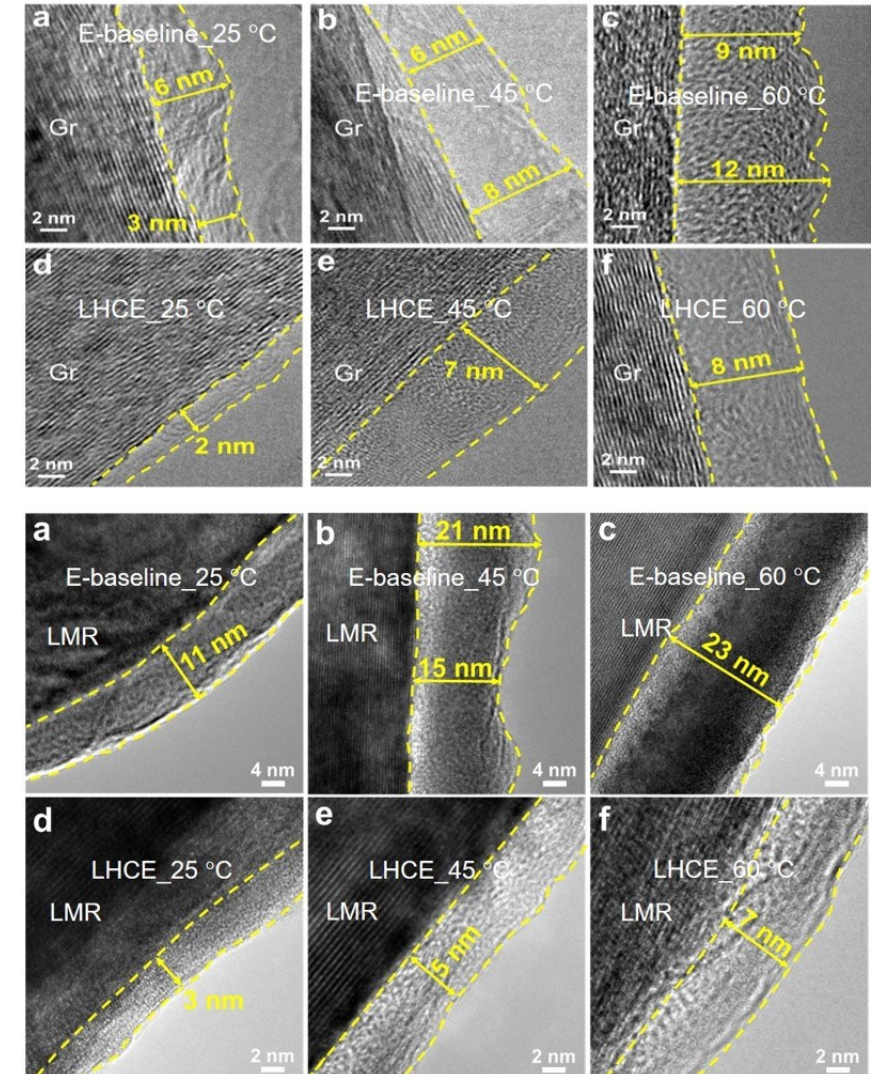 a
E-baseline_25 °C
6 nm
Gr
3 nm
2 nm
b
6 nm
E-baseline_45 °C
8 nm
2 nm
c
9 nm
E-baseline_60 °C
Gr
12 nm
2 nm
d
LHCE_25 °C
Gr
2 nm
2 nm
e
LHCE_45 °C
7 nm
Gr
2 nm
f
LHCE_60 °C
8 nm
Gr
2 nm
a
E-baseline_25 °C
LMR
11 nm
4 nm
b
21 nm
E-baseline_45 °C
LMR
15 nm
4 nm
c
E-baseline_60 °C
LMR
23 nm
4 nm
d
LHCE_25 °C
LMR
3 nm
2 nm
e
LHCE_45 °C
LMR
5 nm
2 nm
f
LHCE_60 °C
LMR
7 nm
2 nm